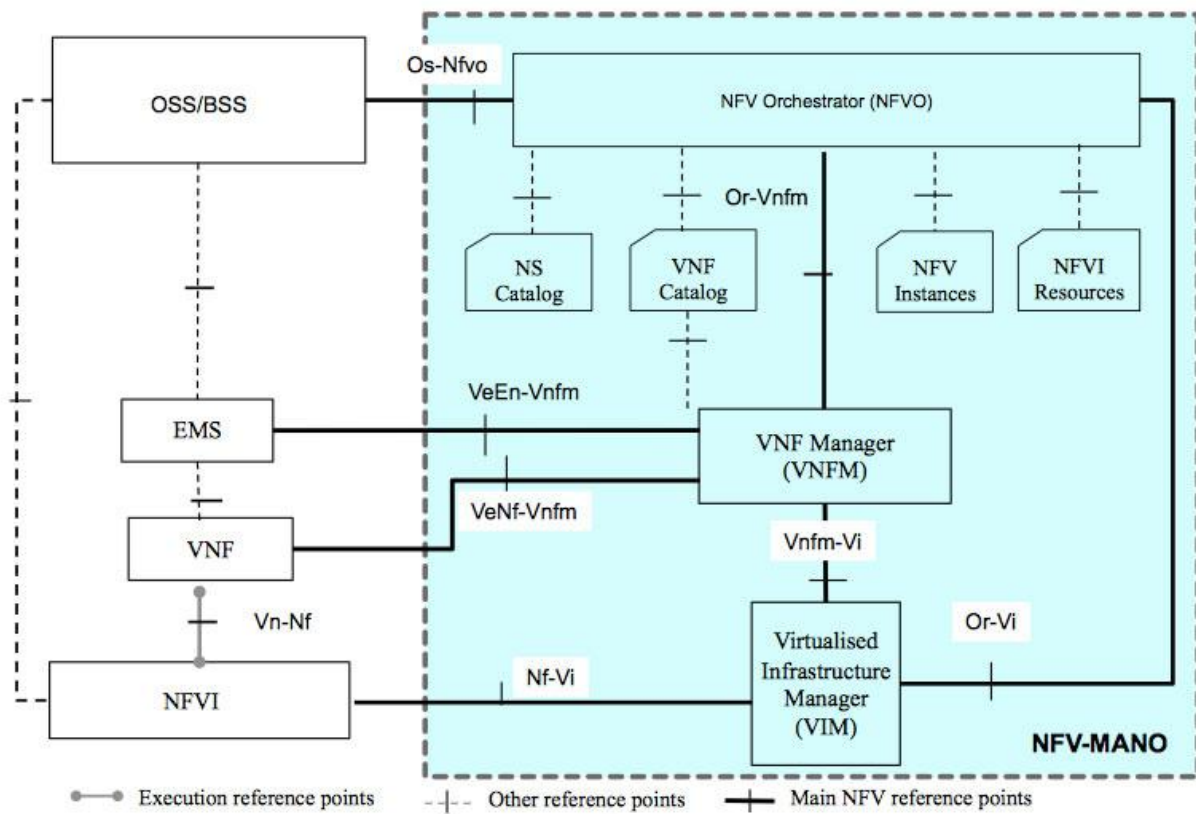 Os-Nfvo
OSS/BSS
NFV Orchestrator (NFVO)
Or-Vnfm
NS
Catalog
VNF
Catalog
NFV
Instances
NFVI
Resources
VeEn-Vnfm
EMS
VNF Manager
(VNFM)
VeNf-Vnfm
VNF
Vnfm-Vi
Vn-Nf
Or-Vi
Virtualised
Infrastructure
Manager
(VIM)
Nf-Vi
NFVI
NFV-MANO
Execution reference points
Other reference points
Main NFV reference points